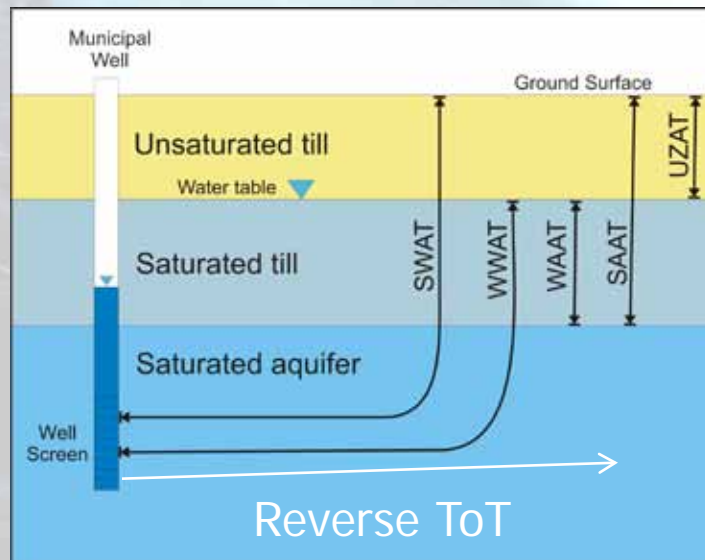 Municipal
Well
Ground Surface
Unsaturated till
UZAT
Water table
SWAT
WWAT
WAAT
SAAT
Saturated till
Saturated aquifer
Well
Screen
Reverse ToT